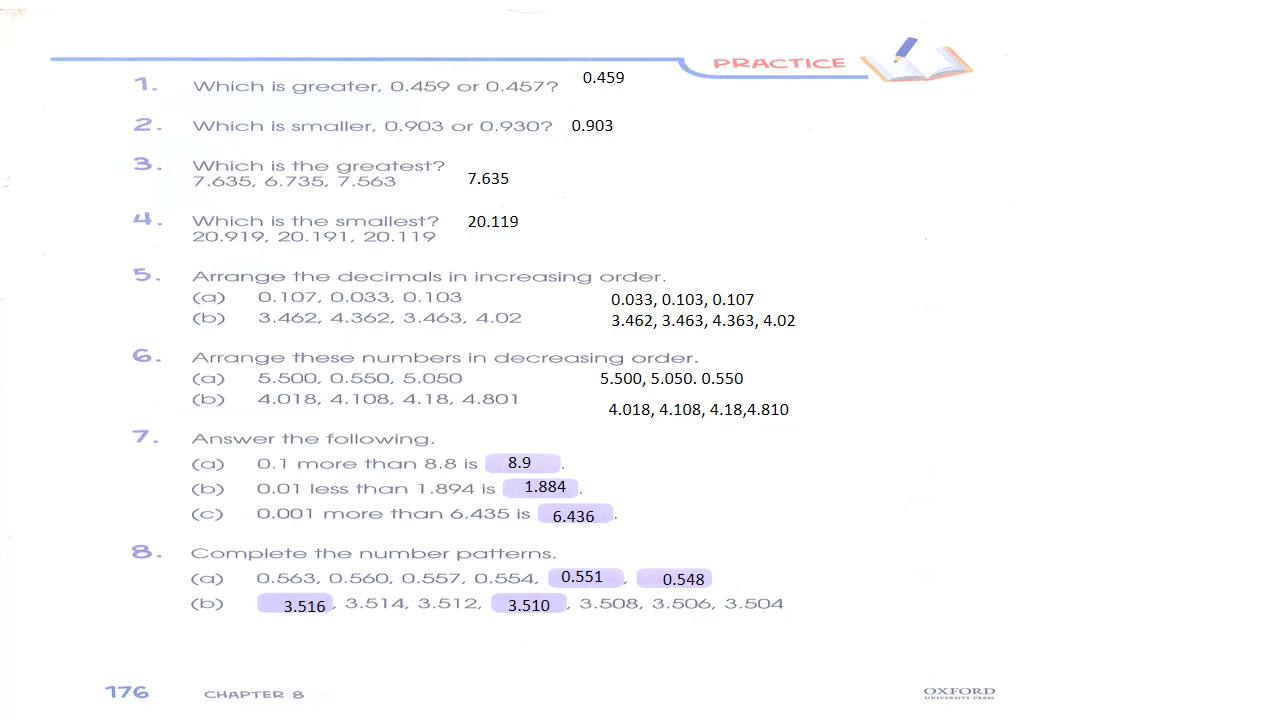 PRACTICE
1. Which is greater, 0.459 or 0.457? 0.459
2. Which is smaller, 0.903 or 0.930? 0.903
3. Which is the greatest?
7.635, 6.735, 7.563 7.635
4. Which is the smallest? 20.119
20.919, 20.191, 20.119
5. Arrange the decimals in increasing order.
(a) 0.107, 0.033, 0.103 0.033, 0.103, 0.107
(b) 3.462, 4.362, 3.463, 4.02 3.462, 3.463, 4.363, 4.02
6. Arrange these numbers in decreasing order.
(a) 5.500, 0.550, 5.050 5.500, 5.050. 0.550
(b) 4.018, 4.108, 4.18, 4.801 4.018, 4.108, 4.18,4.810
7. Answer the following.
(a) 0.1 more than 8.8 is 8.9 .
(b) 0.01 less than 1.894 is 1.884 .
(c) 0.001 more than 6.435 is 6.436 .
8. Complete the number patterns.
(a) 0.563, 0.560, 0.557, 0.554, 0.551 , 0.548
(b) 3.516 , 3.514, 3.512, 3.510 , 3.508, 3.506, 3.504
176 CHAPTER 8
OXFORD
UNIVERSITY PRESS